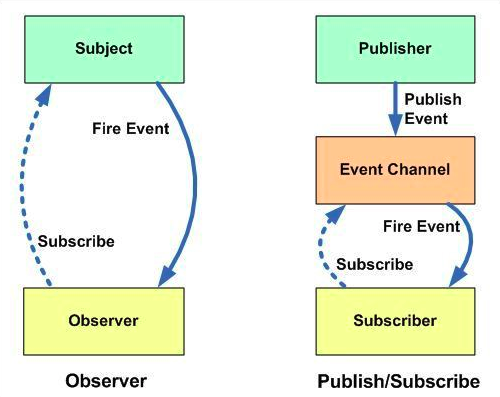 Subject
Fire Event
Subscribe
Observer
Observer
Publisher
Publish
Event
Event Channel
Fire Event
Subscribe
Subscriber
Publish/Subscribe